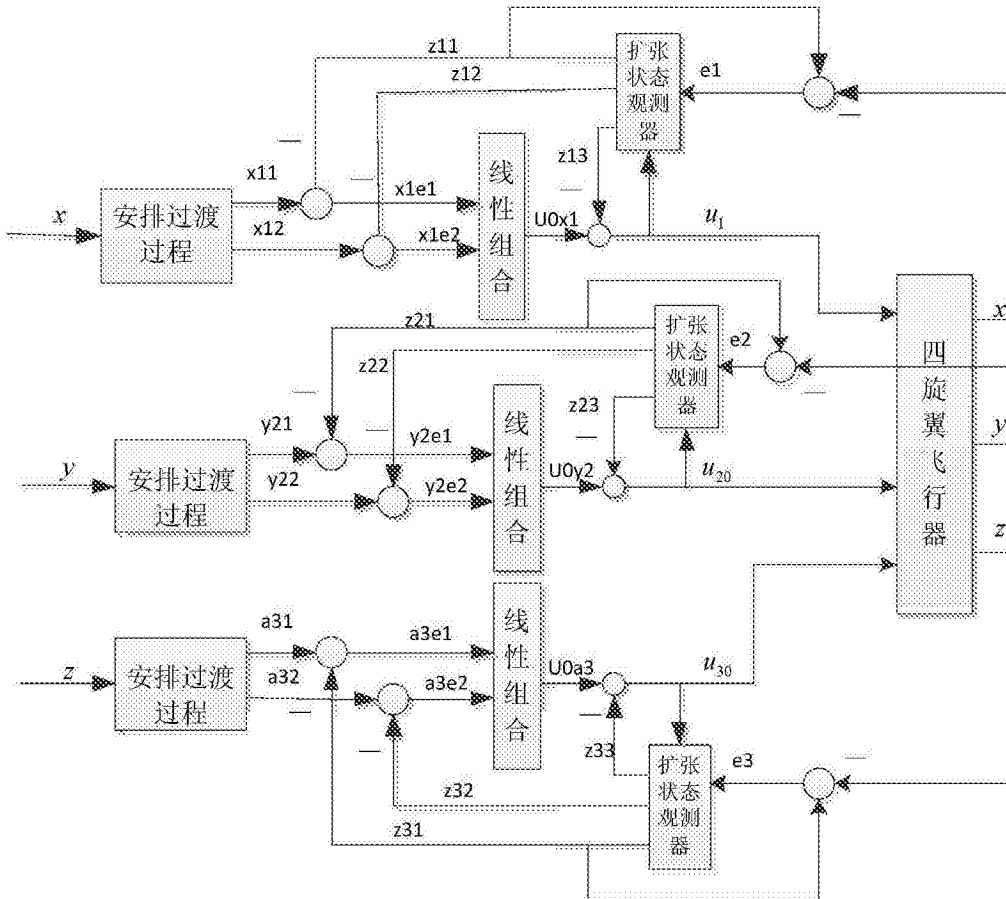 z11
z12
扩张
状态
观测
器
e1
z13
x
安排过渡
过程
x11
x12
x1e1
x1e2
线
性
组
合
U0x1
u1
z21
z22
扩张
状态
观测
器
e2
z23
y
安排过渡
过程
y21
y22
y2e1
y2e2
线
性
组
合
U0y2
u20
四
旋
翼
飞
行
器
x
y
z
z
安排过渡
过程
a31
a32
a3e1
a3e2
线
性
组
合
U0a3
u30
z33
z32
z31
扩张
状态
观测
器
e3